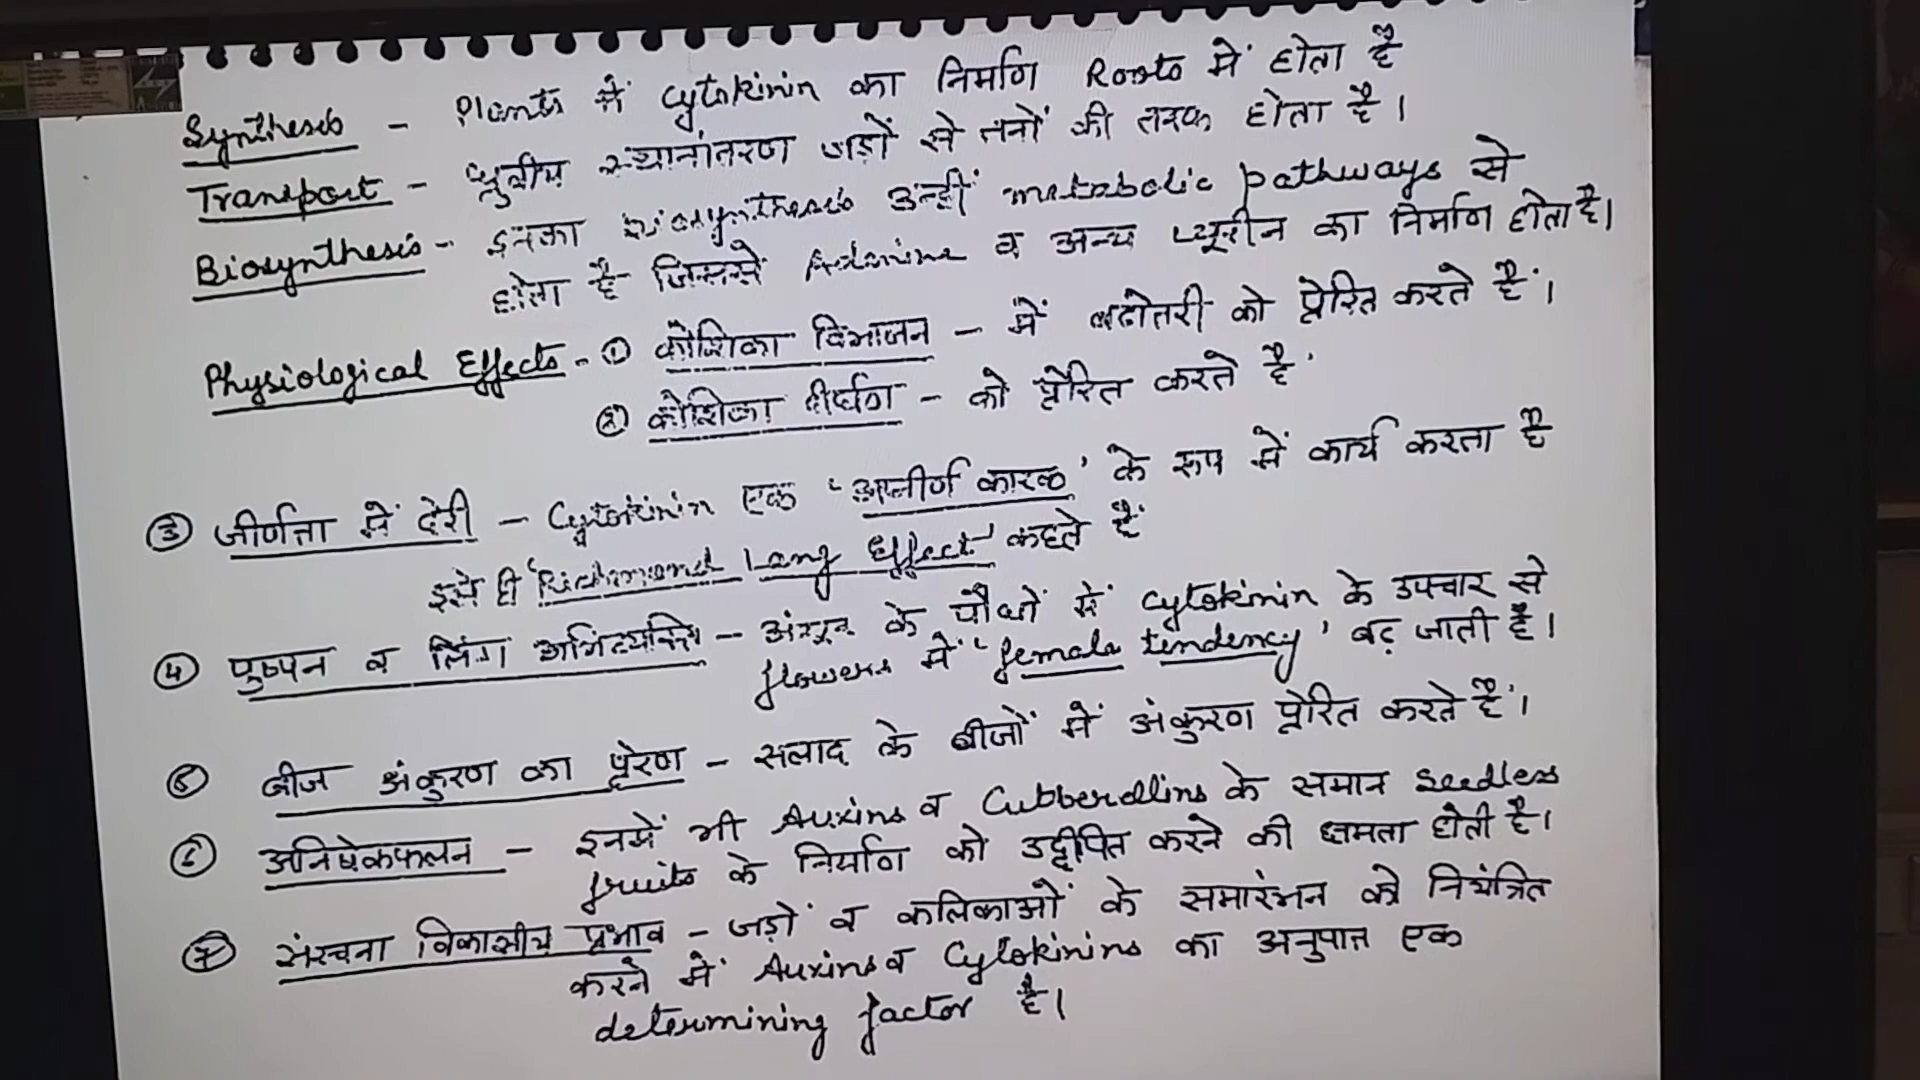 Synthesis - Plants में Cytokinin का निर्माण Roots में होता है
Transport - ध्रुवीय स्थानांतरण जड़ों से तनों की तरफ होता है।
Biosynthesis - इनका Biosynthesis उन्हीं metabolic pathways से
होता है जिससे Adenine व अन्य प्यूरीन का निर्माण होता है।
Physiological Effects - ① कोशिका विभाजन - में बढोतरी को प्रेरित करते हैं।
② कोशिका दीर्घण - को प्रेरित करते हैं
③ जीर्णता में देरी - Cytokinin एक 'अजीर्ण कारक' के रूप में कार्य करता है
इसे ही 'Richmond Lang Effect' कहते हैं
④ पुष्पन व लिंग अभिव्यक्ति - अंगूर के पौधों में Cytokinin के उपचार से
flowers में 'female tendency' बढ़ जाती है।
⑤ बीज अंकुरण का प्रेरण - सलाद के बीजों में अंकुरण प्रेरित करते हैं।
⑥ अनिषेकफलन - इनमें भी Auxins व Gibberellins के समान seedless
fruits के निर्माण को उद्दीपित करने की क्षमता होती है।
⑦ संरचना विकासीय प्रभाव - जड़ों व कलिकाओं के समारंभन को नियंत्रित
करने में Auxins व Cytokinins का अनुपात एक
determining factor है।